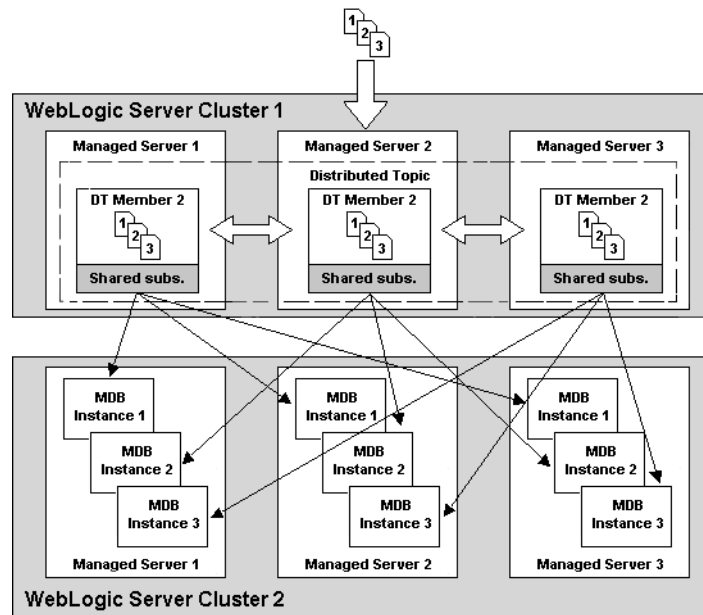 1
2
3
WebLogic Server Cluster 1
Managed Server 1
Managed Server 2
Managed Server 3
Distributed Topic
DT Member 2
1
2
3
Shared subs.
DT Member 2
1
2
3
Shared subs.
DT Member 2
1
2
3
Shared subs.
MDB
Instance 1
MDB
Instance 2
MDB
Instance 3
Managed Server 1
MDB
Instance 1
MDB
Instance 2
MDB
Instance 3
Managed Server 2
MDB
Instance 1
MDB
Instance 2
MDB
Instance 3
Managed Server 3
WebLogic Server Cluster 2